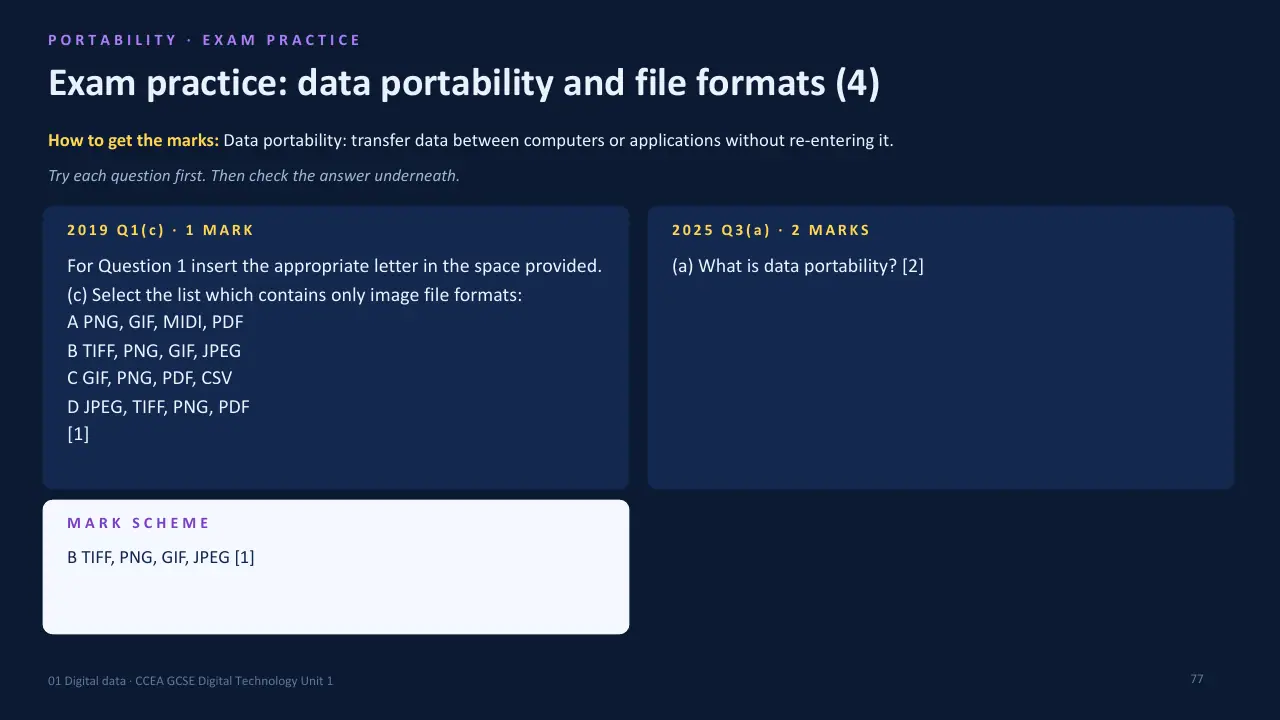 PORTABILITY · EXAM PRACTICE
Exam practice: data portability and file formats (4)
How to get the marks: Data portability: transfer data between computers or applications without re-entering it.
Try each question first. Then check the answer underneath.
2019 Q1(c) · 1 MARK
For Question 1 insert the appropriate letter in the space provided.
(c) Select the list which contains only image file formats:
A PNG, GIF, MIDI, PDF
B TIFF, PNG, GIF, JPEG
C GIF, PNG, PDF, CSV
D JPEG, TIFF, PNG, PDF
[1]
MARK SCHEME
B TIFF, PNG, GIF, JPEG [1]
2025 Q3(a) · 2 MARKS
(a) What is data portability? [2]
01 Digital data · CCEA GCSE Digital Technology Unit 1
77